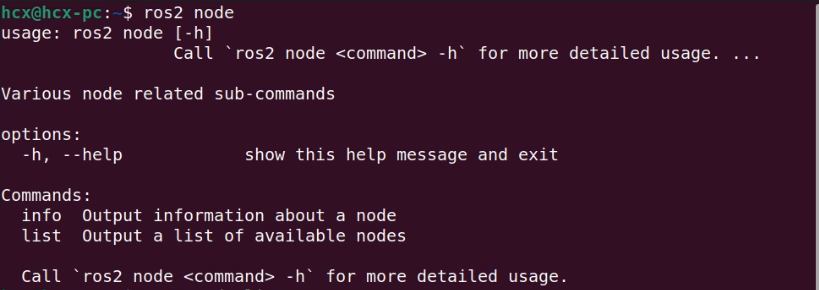 hcx@hcx-pc:~$ ros2 node
usage: ros2 node [-h]
Call `ros2 node <command> -h` for more detailed usage. ...
Various node related sub-commands
options:
-h, --help show this help message and exit
Commands:
info Output information about a node
list Output a list of available nodes
Call `ros2 node <command> -h` for more detailed usage.